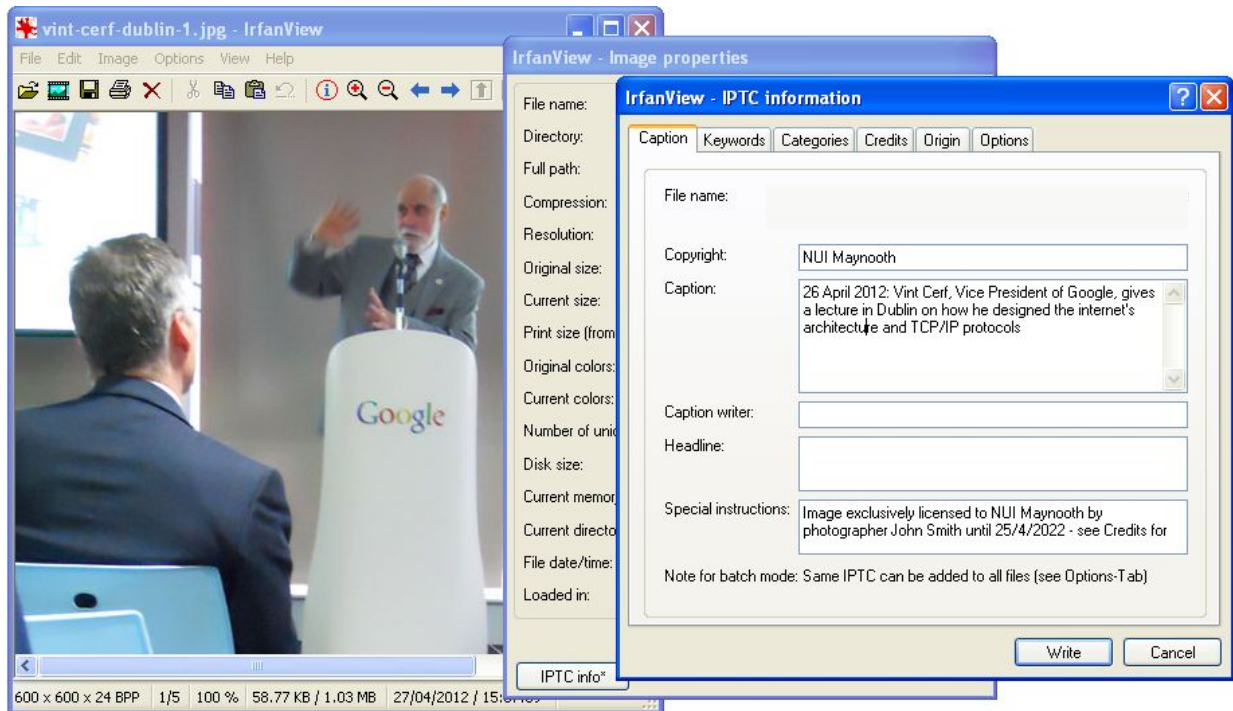 vint-cerf-dublin-1.jpg - IrfanView
File Edit Image Options View Help
Google
600 x 600 x 24 BPP 1/5 100 % 58.77 KB / 1.03 MB 27/04/2012 /
IrfanView - Image properties
File name:
Directory:
Full path:
Compression:
Resolution:
Original size:
Current size:
Print size (from
Original colors:
Current colors:
Number of
Disk size:
Current
Current
File date/time:
Loaded in:
IPTC info*
IrfanView - IPTC information
Caption Keywords Categories Credits Origin Options
File name:
Copyright: NUI Maynooth
Caption: 26 April 2012: Vint Cerf, Vice President of Google, gives
a lecture in Dublin on how he designed the internet's
architecture and TCP/IP protocols
Caption writer:
Headline:
Special instructions: Image exclusively licensed to NUI Maynooth by
photographer John Smith until 25/4/2022 - see Credits for
Note for batch mode: Same IPTC can be added to all files (see Options-Tab)
Write Cancel